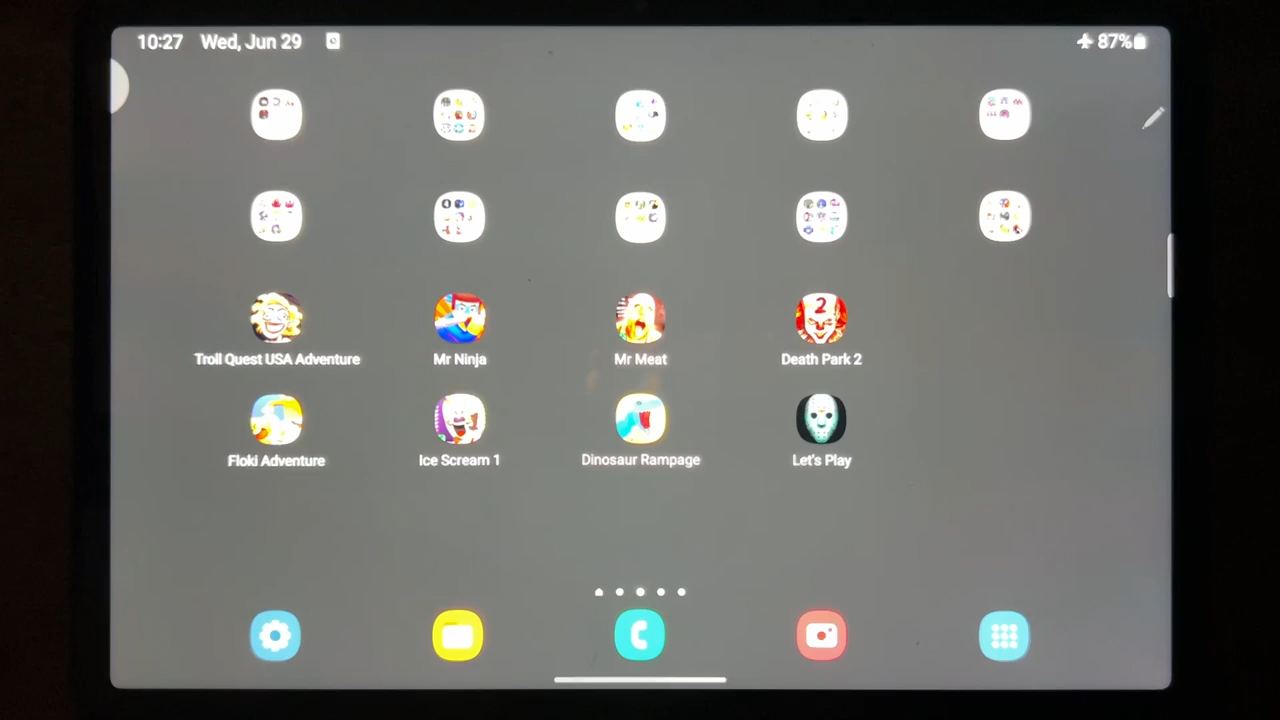 10:27 Wed, Jun 29 87%
Troll Quest USA Adventure Mr Ninja Mr Meat Death Park 2
2
Floki Adventure Ice Scream 1 Dinosaur Rampage Let's Play